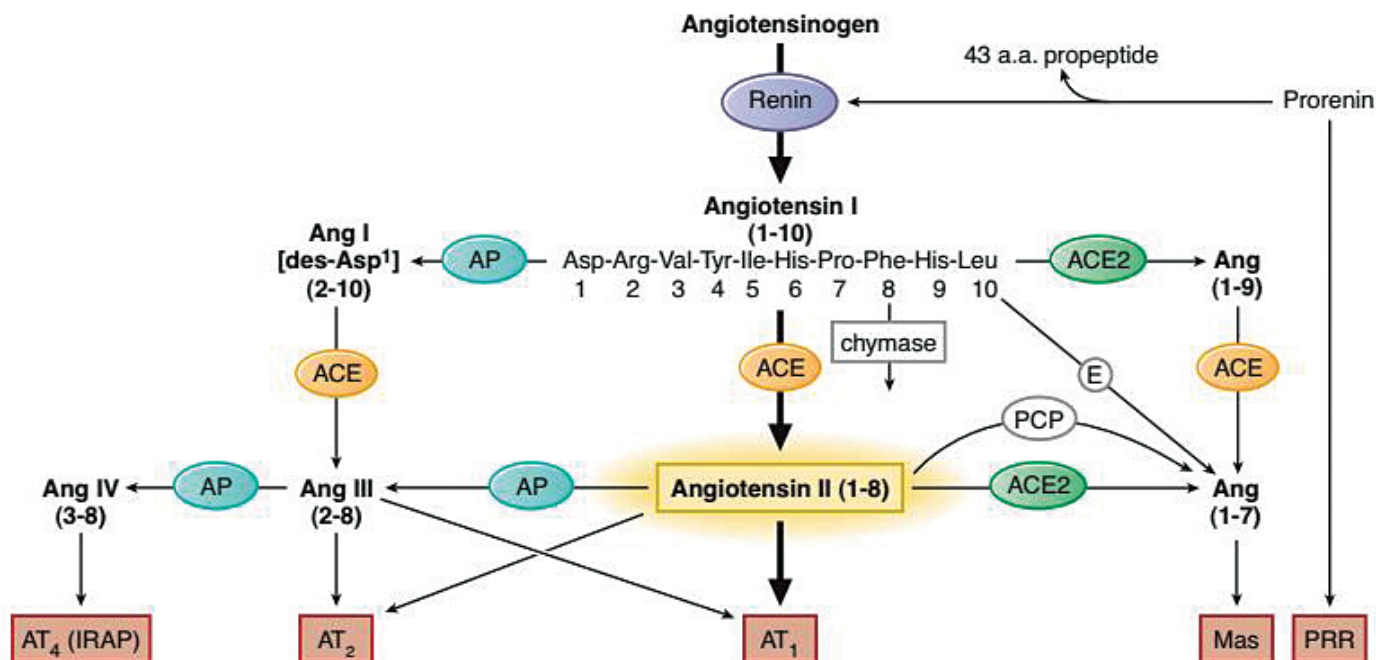 Angiotensinogen
43 a.a. propeptide
Renin
Prorenin
Angiotensin I
(1-10)
Ang I
[des-Asp¹]
(2-10)
AP
Asp-Arg-Val-Tyr-Ile-His-Pro-Phe-His-Leu
1 2 3 4 5 6 7 8 9 10
ACE2
Ang
(1-9)
chymase
ACE
ACE
E
ACE
PCP
Ang IV
(3-8)
AP
Ang III
(2-8)
AP
Angiotensin II (1-8)
ACE2
Ang
(1-7)
AT₄ (IRAP)
AT₂
AT₁
Mas
PRR